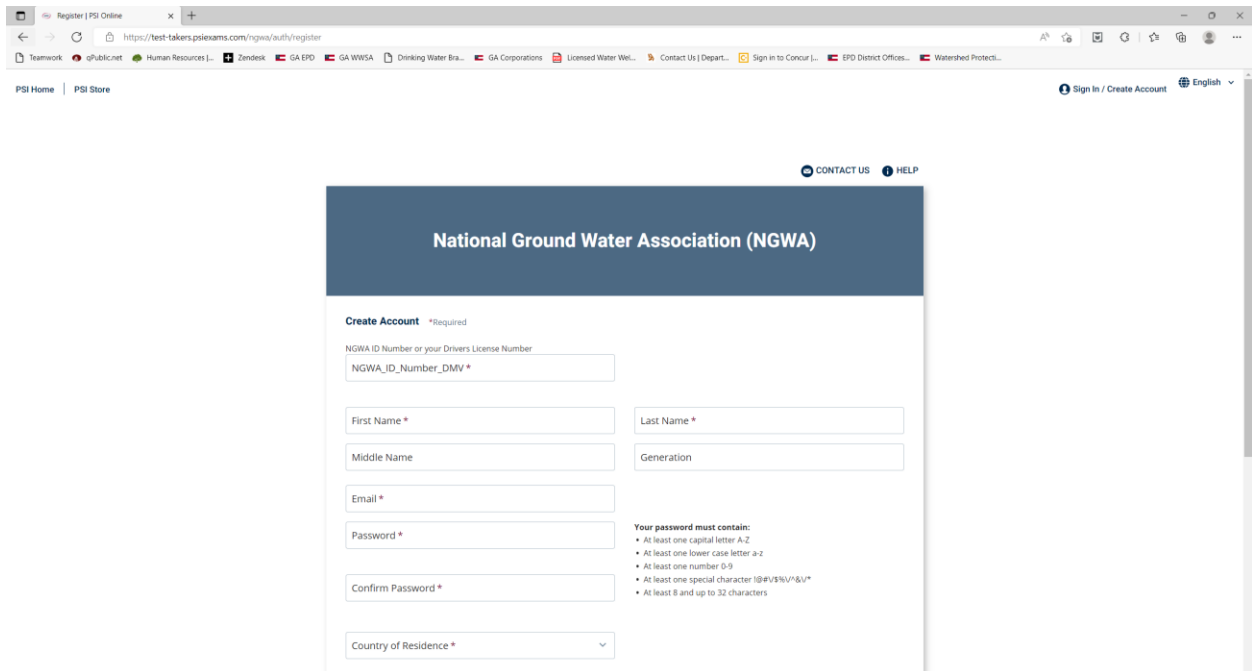 Register | PSI Online
https://test-takers.psiexams.com/ngwa/auth/register
Teamwork qPublic.net Human Resources |... Zendesk GA EPD GA WWSA Drinking Water Bra... GA Corporations Licensed Water Wel... Contact Us | Depart... Sign in to Concur |... EPD District Offices... Watershed Protecti...
PSI Home PSI Store Sign In / Create Account English
CONTACT US HELP
National Ground Water Association (NGWA)
Create Account *Required
NGWA ID Number or your Drivers License Number
NGWA_ID_Number_DMV *
First Name * Last Name *
Middle Name Generation
Email *
Password *
Your password must contain:
• At least one capital letter A-Z
• At least one lower case letter a-z
• At least one number 0-9
• At least one special character !@#\/$%\/^&\/*
• At least 8 and up to 32 characters
Confirm Password *
Country of Residence *